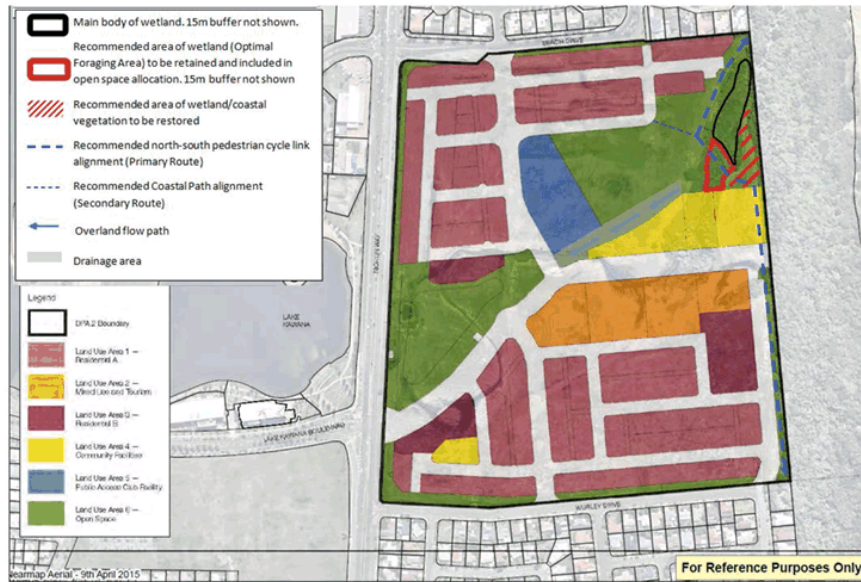 Main body of wetland. 15m buffer not shown.
Recommended area of wetland (Optimal
Foraging Area) to be retained and included in
open space allocation. 15m buffer not shown
Recommended area of wetland/coastal
vegetation to be restored
Recommended north-south pedestrian cycle link
alignment (Primary Route)
Recommended Coastal Path alignment
(Secondary Route)
Overland flow path
Drainage area
Legend
DPA.2 Boundary
Land Use Area 1 —
Residential A
Land Use Area 2 —
Mixed Use and Tourism
Land Use Area 3 —
Residential B
Land Use Area 4 —
Community Facilities
Land Use Area 5 —
Public Access Club Facility
Land Use Area 6 —
Open Space
LAKE
KAWANA
LAKE KAWANA BOULEVARD
NICKLIN WAY
DRIVE
WURLEY DRIVE
earmap Aerial - 9th April 2015
For Reference Purposes Only